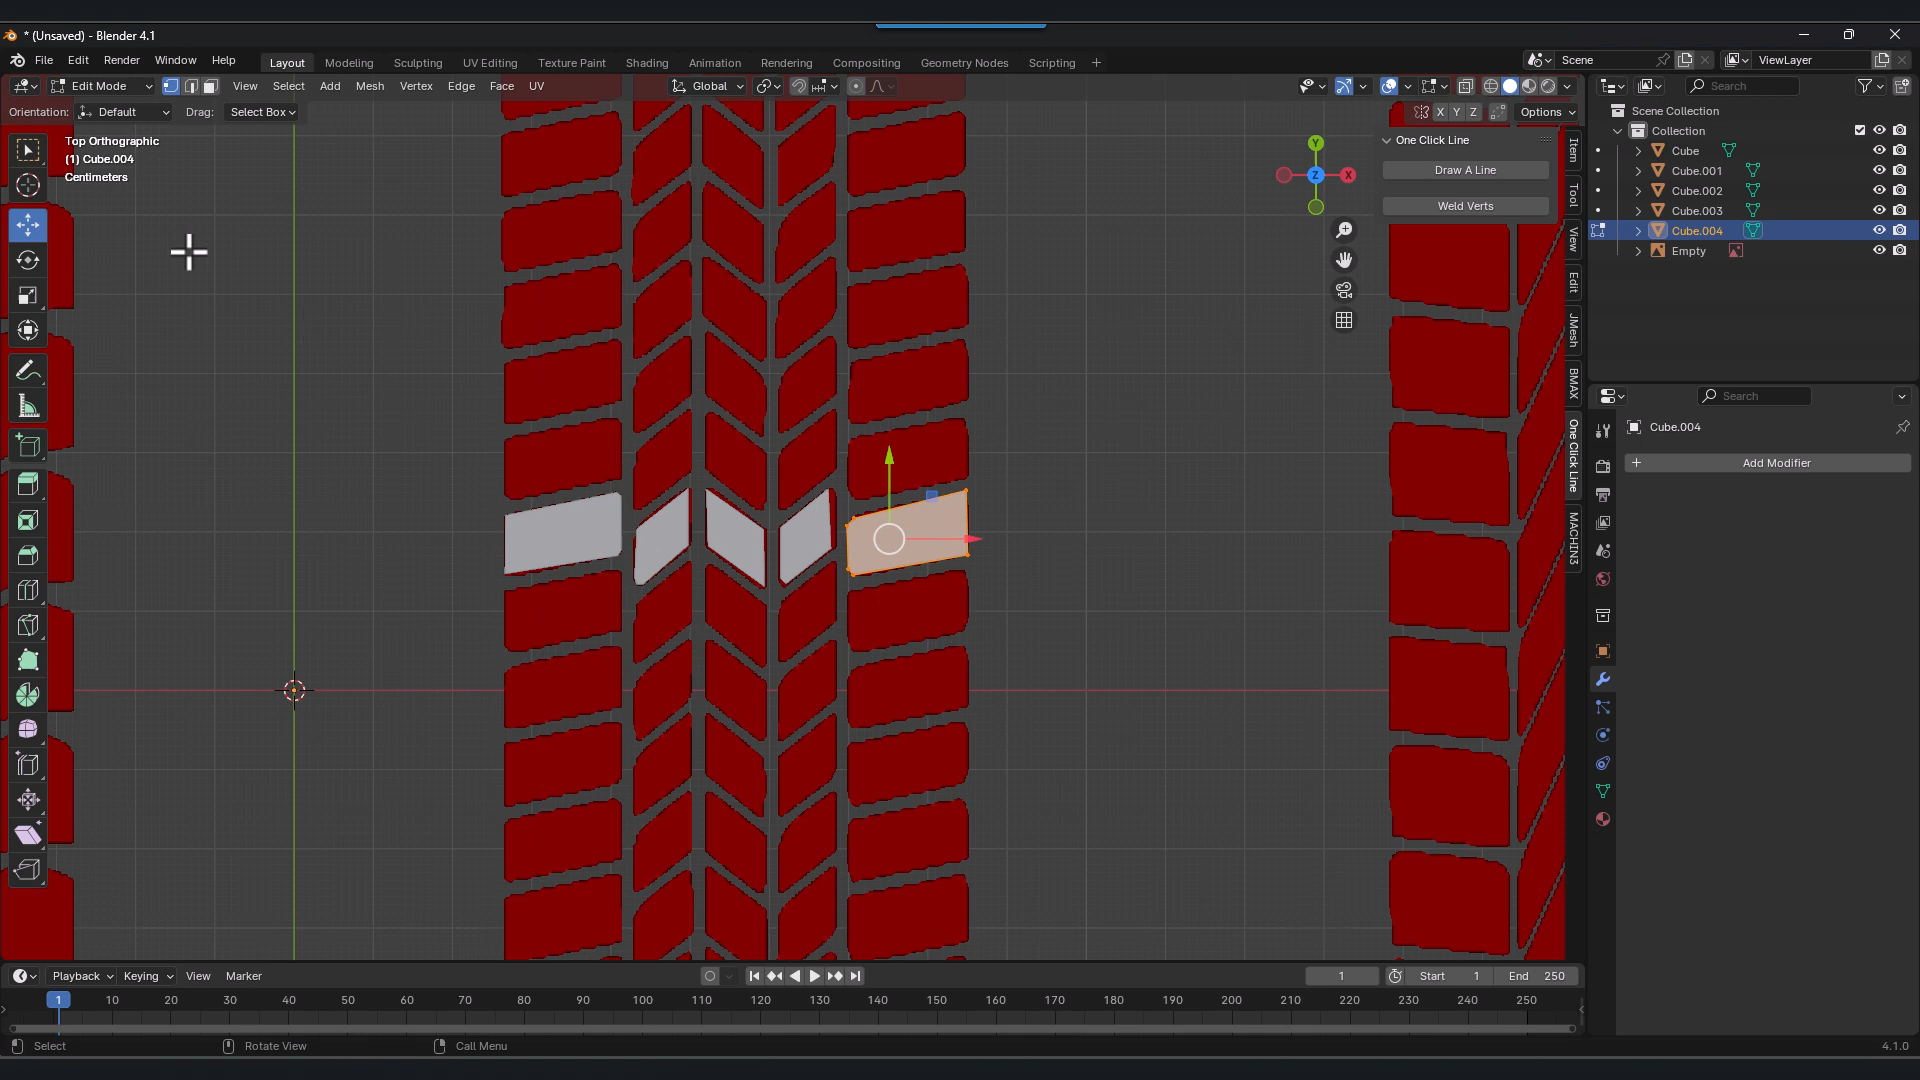 * (Unsaved) - Blender 4.1
File Edit Render Window Help Layout Modeling Sculpting UV Editing Texture Paint Shading Animation Rendering Compositing Geometry Nodes Scripting + Scene ViewLayer
Edit Mode View Select Add Mesh Vertex Edge Face UV Global Search
Orientation: Default Drag: Select Box X Y Z Options
Scene Collection
Collection
Cube
Cube.001
Cube.002
Cube.003
Cube.004
Empty
Top Orthographic
(1) Cube.004
Centimeters
Y
Z
X
One Click Line
Draw A Line
Weld Verts
Item
Tool
View
Edit
JMesh
BMAX
One Click Line
MACHIN3
Search
Cube.004
+ Add Modifier
Playback Keying View Marker 1 Start 1 End 250
1 10 20 30 40 50 60 70 80 90 100 110 120 130 140 150 160 170 180 190 200 210 220 230 240 250
Select Rotate View Call Menu 4.1.0